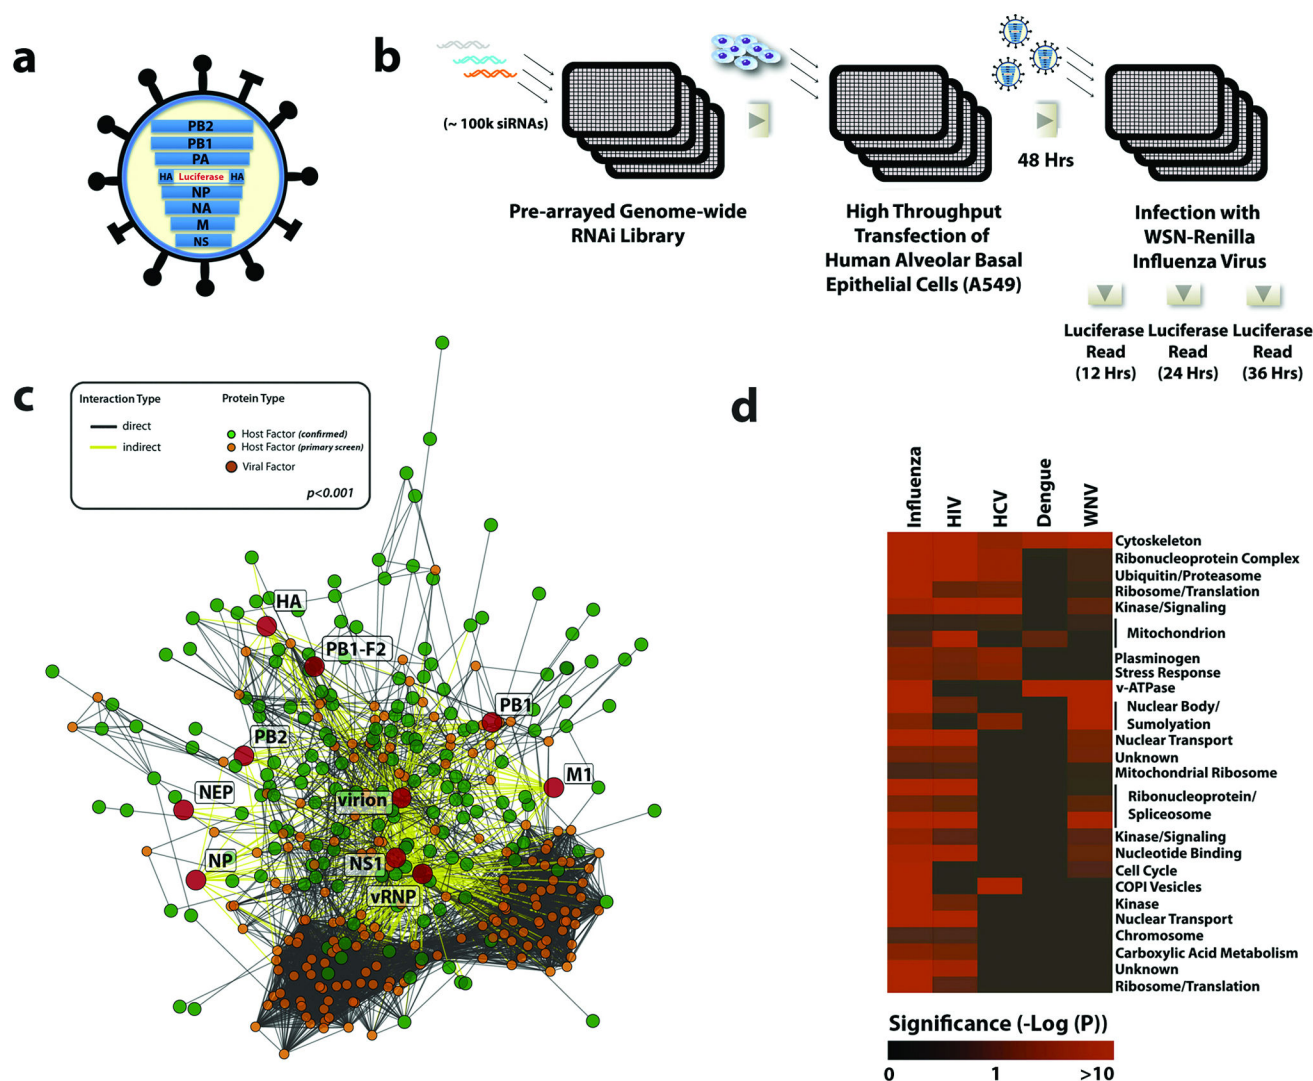 a
PB2
PB1
PA
HA Luciferase HA
NP
NA
M
NS
b
(~ 100k siRNAs)
48 Hrs
Pre-arrayed Genome-wide
RNAi Library
High Throughput
Transfection of
Human Alveolar Basal
Epithelial Cells (A549)
Infection with
WSN-Renilla
Influenza Virus
Luciferase
Read
(12 Hrs)
Luciferase
Read
(24 Hrs)
Luciferase
Read
(36 Hrs)
c
Interaction Type
direct
indirect
Protein Type
Host Factor (confirmed)
Host Factor (primary screen)
Viral Factor
p<0.001
HA
PB1-F2
PB1
PB2
M1
NEP
virion
NP
NS1
vRNP
d
Influenza
HIV
HCV
Dengue
WNV
Cytoskeleton
Ribonucleoprotein Complex
Ubiquitin/Proteasome
Ribosome/Translation
Kinase/Signaling
Mitochondrion
Plasminogen
Stress Response
v-ATPase
Nuclear Body/
Sumolyation
Nuclear Transport
Unknown
Mitochondrial Ribosome
Ribonucleoprotein/
Spliceosome
Kinase/Signaling
Nucleotide Binding
Cell Cycle
COPI Vesicles
Kinase
Nuclear Transport
Chromosome
Carboxylic Acid Metabolism
Unknown
Ribosome/Translation
Significance (-Log (P))
0 1 >10